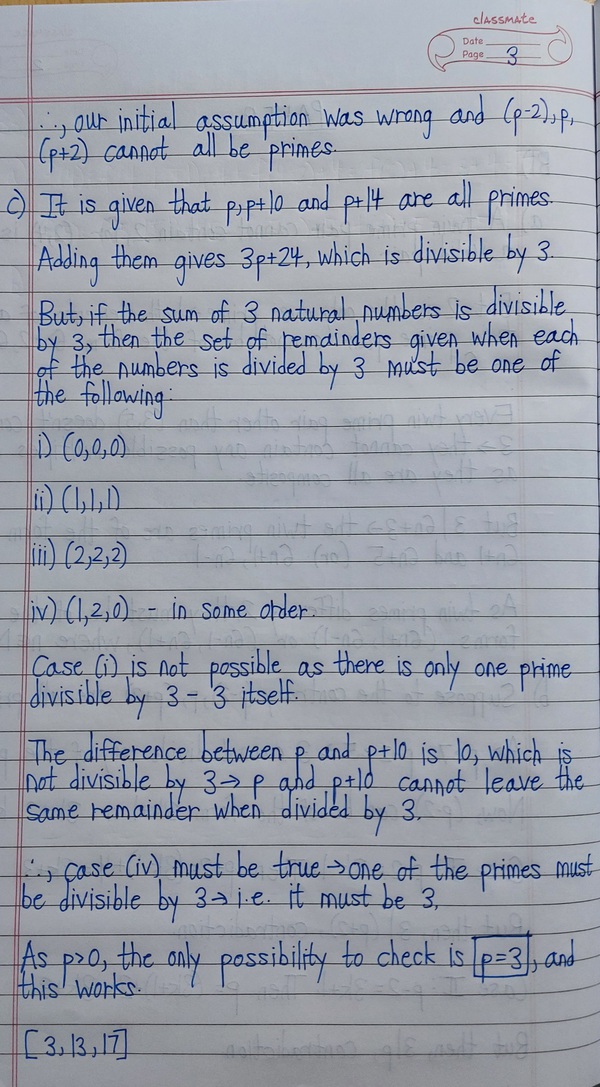 classmate
Date
Page 3
∴, our initial assumption was wrong and (p-2), p,
(p+2) cannot all be primes.
c) It is given that p, p+10 and p+14 are all primes.
Adding them gives 3p+24, which is divisible by 3.
But, if the sum of 3 natural numbers is divisible
by 3, then the set of remainders given when each
of the numbers is divided by 3 must be one of
the following:
i) (0,0,0)
ii) (1,1,1)
iii) (2,2,2)
iv) (1,2,0) - in some order.
Case (i) is not possible as there is only one prime
divisible by 3 - 3 itself.
The difference between p and p+10 is 10, which is
not divisible by 3 → p and p+10 cannot leave the
same remainder when divided by 3.
∴, case (iv) must be true → one of the primes must
be divisible by 3 → i.e. it must be 3.
As p>0, the only possibility to check is p=3, and
this works.
[3, 13, 17]